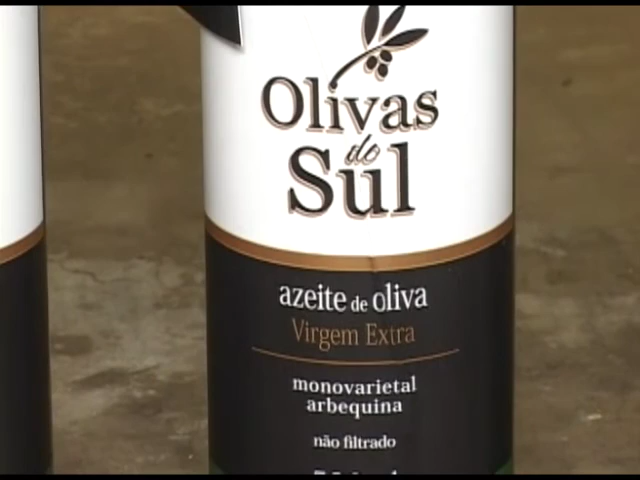 Olivas
do
Sul
azeite de oliva
Virgem Extra
monovarietal
arbequina
não filtrado